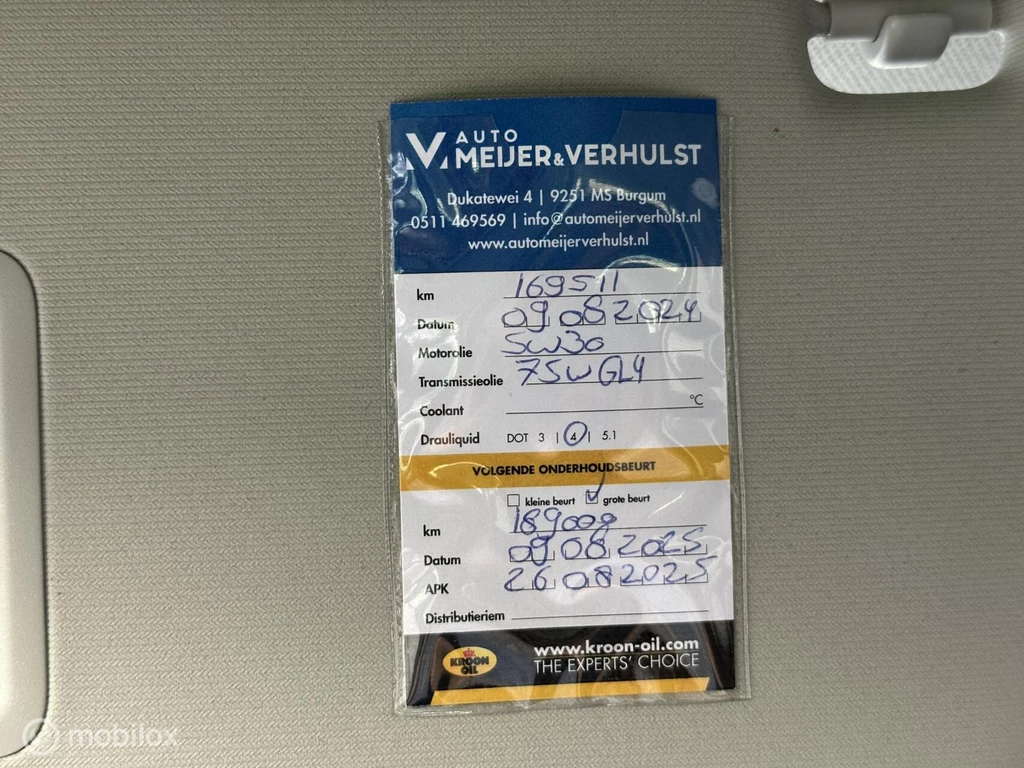 AUTO
MEIJER & VERHULST
Dukatewei 4 | 9251 MS Burgum
0511 469569 | info@automeijerverhulst.nl
www.automeijerverhulst.nl
km 169511
Datum 09 08 2024
Motorolie 5W30
Transmissieolie 75W GL4
Coolant °C
Drauliquid DOT 3 | 4 | 5.1
VOLGENDE ONDERHOUDSBEURT
kleine beurt grote beurt
km 189000
Datum 09 08 2025
APK 26 08 2025
Distributieriem
KROON OIL www.kroon-oil.com
THE EXPERTS' CHOICE
mobilox